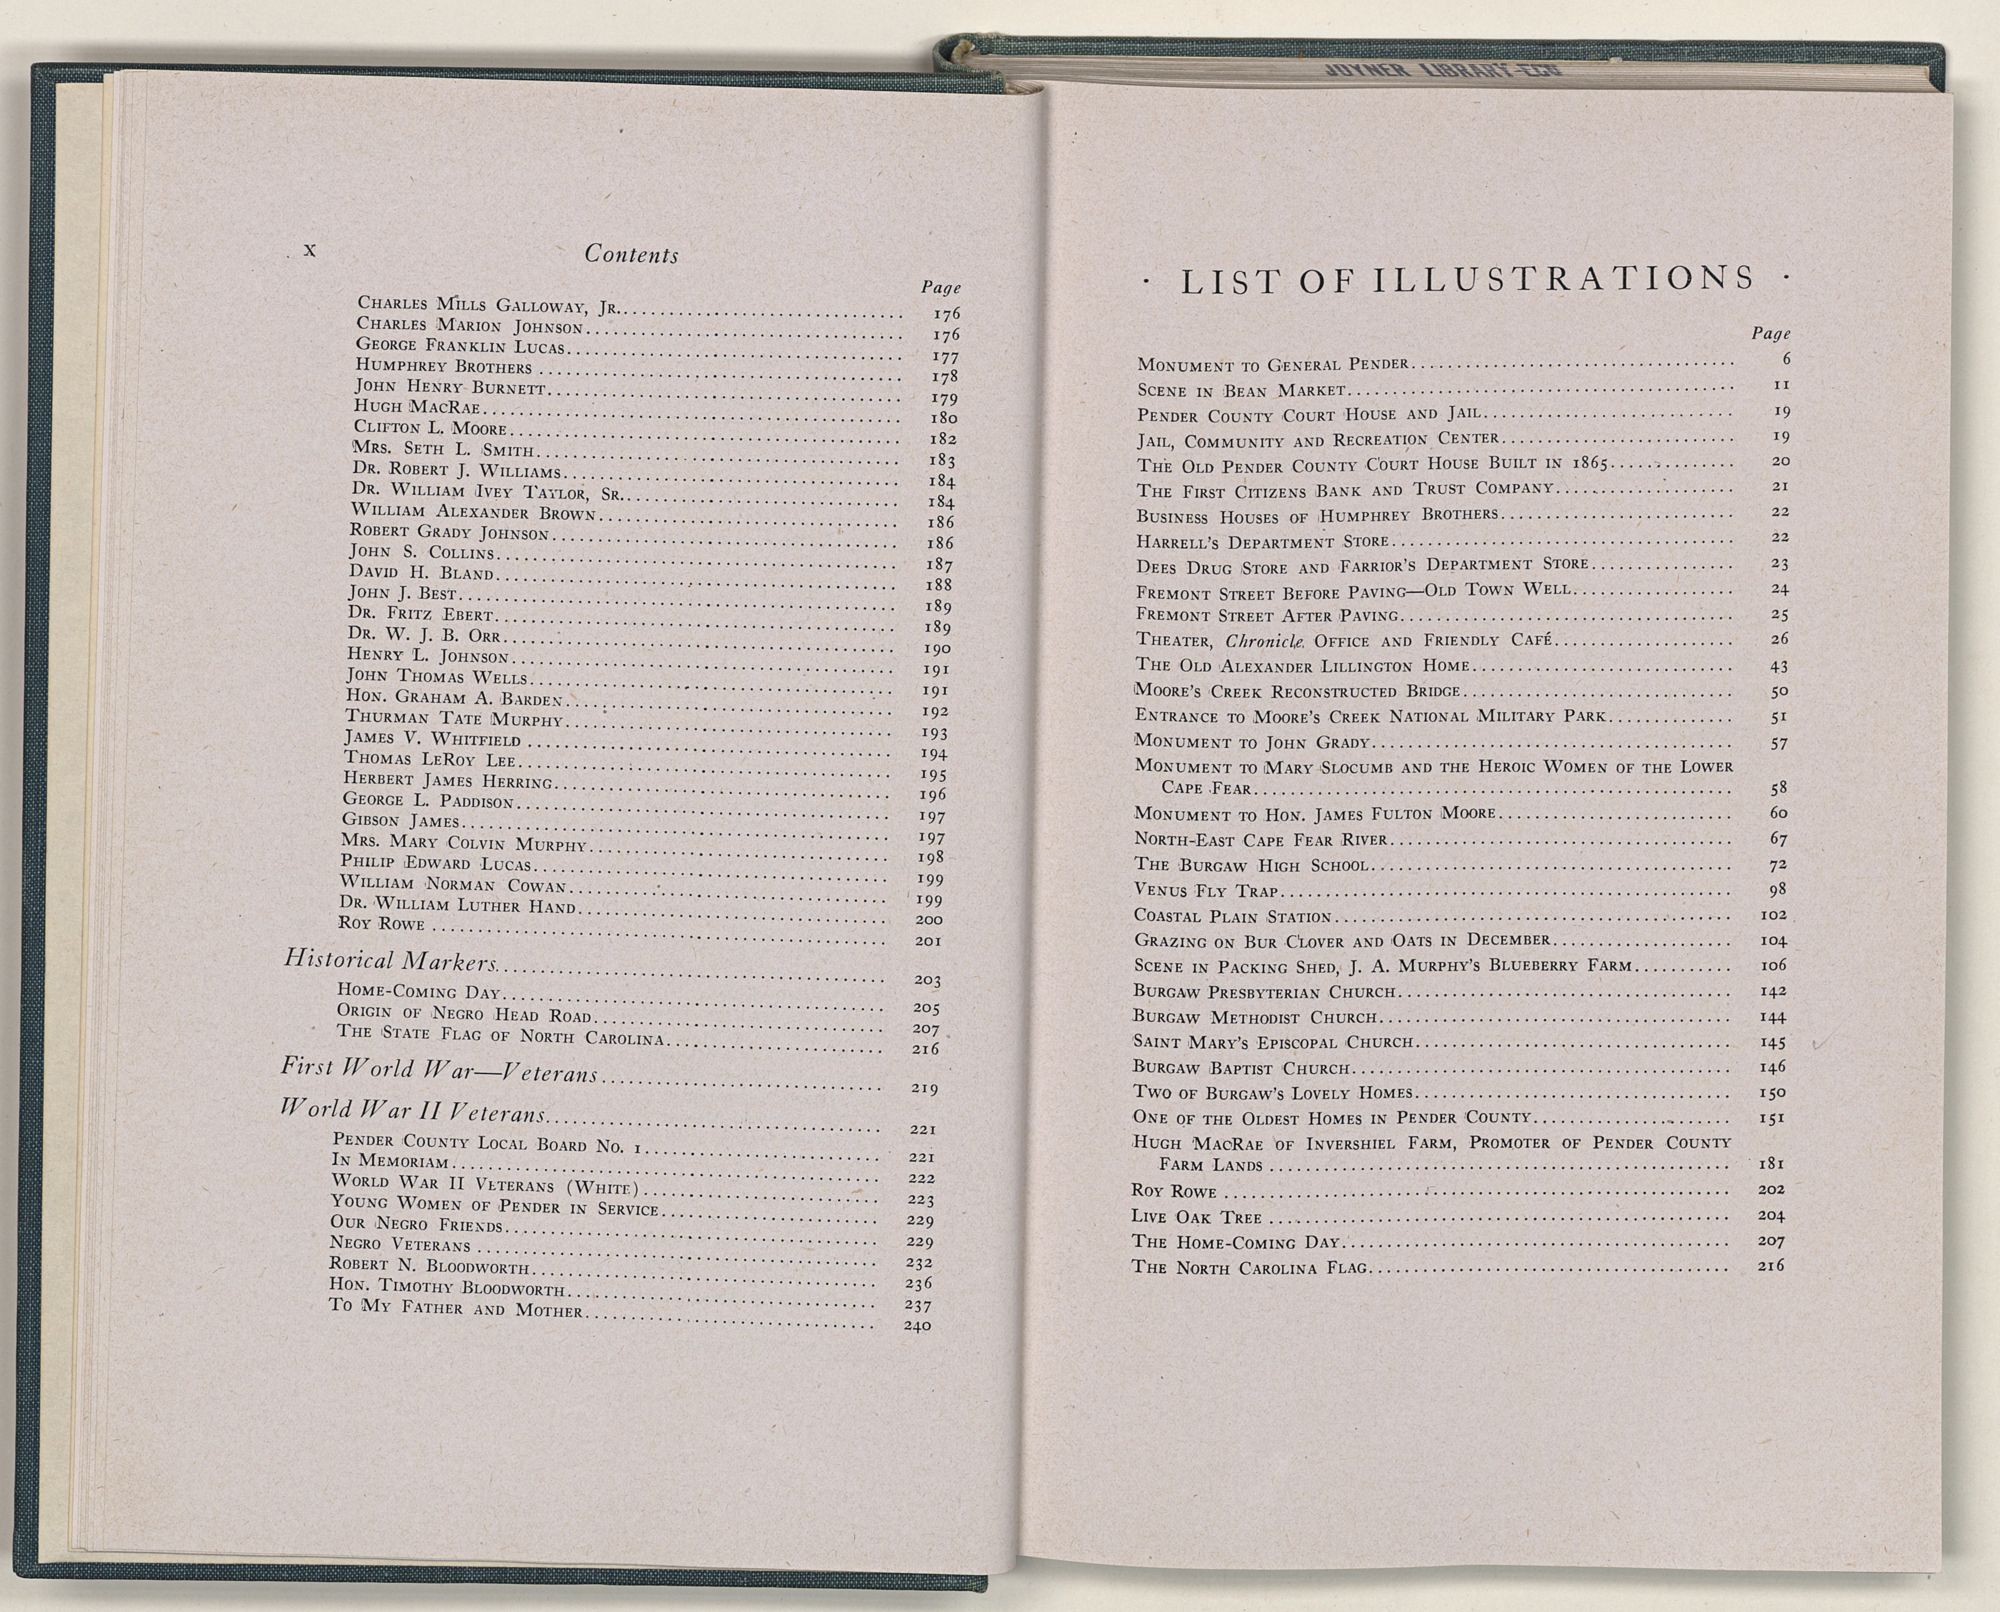 JOYNER LIBRARY-ECU
x Contents
Page
CHARLES MILLS GALLOWAY, JR. 176
CHARLES MARION JOHNSON 176
GEORGE FRANKLIN LUCAS 177
HUMPHREY BROTHERS 178
JOHN HENRY BURNETT 179
HUGH MACRAE 180
CLIFTON L. MOORE 182
MRS. SETH L. SMITH 183
DR. ROBERT J. WILLIAMS 184
DR. WILLIAM IVEY TAYLOR, SR. 184
WILLIAM ALEXANDER BROWN 186
ROBERT GRADY JOHNSON 186
JOHN S. COLLINS 187
DAVID H. BLAND 188
JOHN J. BEST 189
DR. FRITZ EBERT 189
DR. W. J. B. ORR 190
HENRY L. JOHNSON 191
JOHN THOMAS WELLS 191
HON. GRAHAM A. BARDEN 192
THURMAN TATE MURPHY 193
JAMES V. WHITFIELD 194
THOMAS LEROY LEE 195
HERBERT JAMES HERRING 196
GEORGE L. PADDISON 197
GIBSON JAMES 197
MRS. MARY COLVIN MURPHY 198
PHILIP EDWARD LUCAS 199
WILLIAM NORMAN COWAN 199
DR. WILLIAM LUTHER HAND 200
ROY ROWE 201
Historical Markers 203
HOME-COMING DAY 205
ORIGIN OF NEGRO HEAD ROAD 207
THE STATE FLAG OF NORTH CAROLINA 216
First World War—Veterans 219
World War II Veterans 221
PENDER COUNTY LOCAL BOARD NO. 1 221
IN MEMORIAM 222
WORLD WAR II VETERANS (WHITE) 223
YOUNG WOMEN OF PENDER IN SERVICE 229
OUR NEGRO FRIENDS 229
NEGRO VETERANS 232
ROBERT N. BLOODWORTH 236
HON. TIMOTHY BLOODWORTH 237
TO MY FATHER AND MOTHER 240
· LIST OF ILLUSTRATIONS ·
Page
MONUMENT TO GENERAL PENDER 6
SCENE IN BEAN MARKET 11
PENDER COUNTY COURT HOUSE AND JAIL 19
JAIL, COMMUNITY AND RECREATION CENTER 19
THE OLD PENDER COUNTY COURT HOUSE BUILT IN 1865 20
THE FIRST CITIZENS BANK AND TRUST COMPANY 21
BUSINESS HOUSES OF HUMPHREY BROTHERS 22
HARRELL'S DEPARTMENT STORE 22
DEES DRUG STORE AND FARRIOR'S DEPARTMENT STORE 23
FREMONT STREET BEFORE PAVING—OLD TOWN WELL 24
FREMONT STREET AFTER PAVING 25
THEATER, Chronicle OFFICE AND FRIENDLY CAFÉ 26
THE OLD ALEXANDER LILLINGTON HOME 43
MOORE'S CREEK RECONSTRUCTED BRIDGE 50
ENTRANCE TO MOORE'S CREEK NATIONAL MILITARY PARK 51
MONUMENT TO JOHN GRADY 57
MONUMENT TO MARY SLOCUMB AND THE HEROIC WOMEN OF THE LOWER
CAPE FEAR 58
MONUMENT TO HON. JAMES FULTON MOORE 60
NORTH-EAST CAPE FEAR RIVER 67
THE BURGAW HIGH SCHOOL 72
VENUS FLY TRAP 98
COASTAL PLAIN STATION 102
GRAZING ON BUR CLOVER AND OATS IN DECEMBER 104
SCENE IN PACKING SHED, J. A. MURPHY'S BLUEBERRY FARM 106
BURGAW PRESBYTERIAN CHURCH 142
BURGAW METHODIST CHURCH 144
SAINT MARY'S EPISCOPAL CHURCH 145
BURGAW BAPTIST CHURCH 146
TWO OF BURGAW'S LOVELY HOMES 150
ONE OF THE OLDEST HOMES IN PENDER COUNTY 151
HUGH MACRAE OF INVERSHIEL FARM, PROMOTER OF PENDER COUNTY
FARM LANDS 181
ROY ROWE 202
LIVE OAK TREE 204
THE HOME-COMING DAY 207
THE NORTH CAROLINA FLAG 216